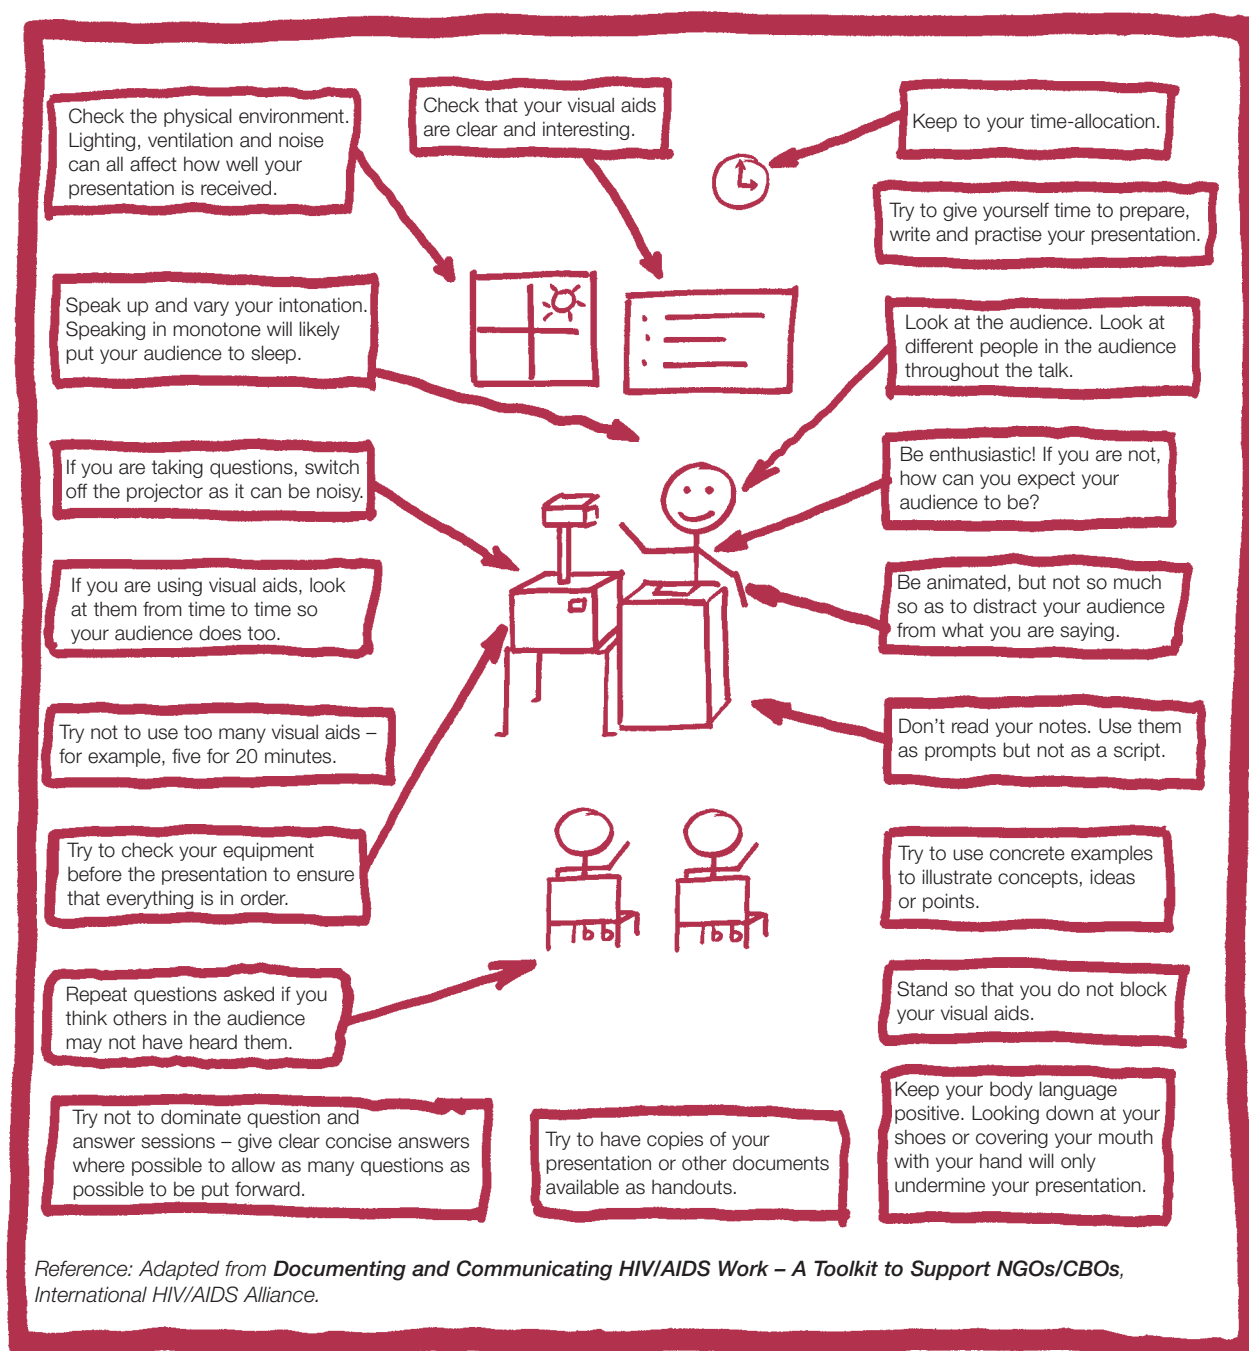 Check the physical environment.
Lighting, ventilation and noise
can all affect how well your
presentation is received.
Check that your visual aids
are clear and interesting.
Keep to your time-allocation.
Try to give yourself time to prepare,
write and practise your presentation.
Speak up and vary your intonation.
Speaking in monotone will likely
put your audience to sleep.
Look at the audience. Look at
different people in the audience
throughout the talk.
If you are taking questions, switch
off the projector as it can be noisy.
Be enthusiastic! If you are not,
how can you expect your
audience to be?
If you are using visual aids, look
at them from time to time so
your audience does too.
Be animated, but not so much
so as to distract your audience
from what you are saying.
Try not to use too many visual aids –
for example, five for 20 minutes.
Don’t read your notes. Use them
as prompts but not as a script.
Try to check your equipment
before the presentation to ensure
that everything is in order.
Try to use concrete examples
to illustrate concepts, ideas
or points.
Repeat questions asked if you
think others in the audience
may not have heard them.
Stand so that you do not block
your visual aids.
Try not to dominate question and
answer sessions – give clear concise answers
where possible to allow as many questions as
possible to be put forward.
Try to have copies of your
presentation or other documents
available as handouts.
Keep your body language
positive. Looking down at your
shoes or covering your mouth
with your hand will only
undermine your presentation.
Reference: Adapted from Documenting and Communicating HIV/AIDS Work – A Toolkit to Support NGOs/CBOs,
International HIV/AIDS Alliance.